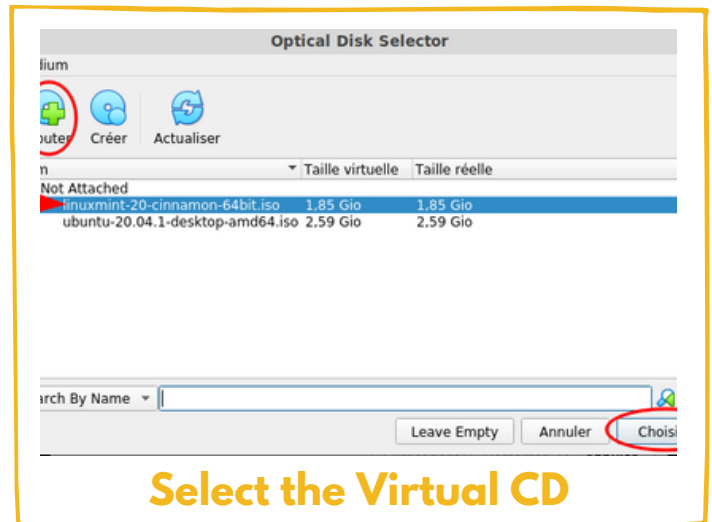 Optical Disk Selector
dium
outer Créer Actualiser
m Taille virtuelle Taille réelle
Not Attached
linuxmint-20-cinnamon-64bit.iso 1,85 Gio 1,85 Gio
ubuntu-20.04.1-desktop-amd64.iso 2,59 Gio 2,59 Gio
arch By Name
Leave Empty Annuler Choisi
Select the Virtual CD